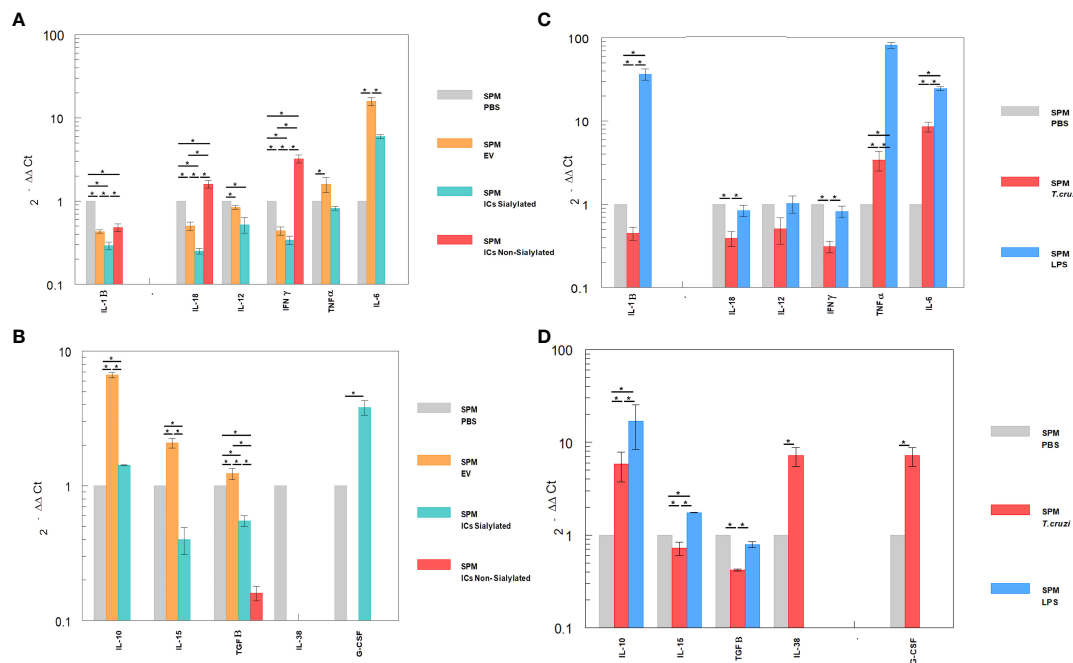 A
2 - ΔΔ Ct
100
10
1
0.1
IL-1 B
IL-18
IL-12
IFN γ
TNFα
IL-6
* * * * * * * * * * * * * * * * * * * * * * * *
SPM
PBS
SPM
EV
SPM
ICs Sialylated
SPM
ICs Non-Sialylated
B
2 - ΔΔ Ct
10
1
0.1
IL-10
IL-15
TGF B
IL-38
G-CSF
SPM
PBS
SPM
EV
SPM
ICs Sialylated
SPM
ICs Non- Sialylated
C
2 - ΔΔ Ct
100
10
1
0.1
IL-1 B
IL-18
IL-12
IFN γ
TNFα
IL-6
SPM
PBS
SPM
T.cruz
SPM
LPS
D
2 - ΔΔ Ct
100
10
1
0.1
IL-10
IL-15
TGF B
IL-38
G-CSF
SPM
PBS
SPM
T.cruzi
SPM
LPS